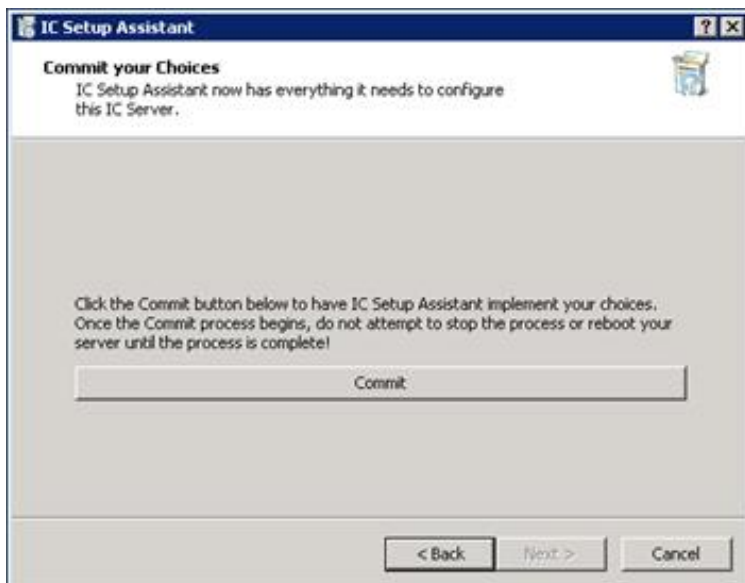 IC Setup Assistant
Commit your Choices
IC Setup Assistant now has everything it needs to configure
this IC Server.
Click the Commit button below to have IC Setup Assistant implement your choices.
Once the Commit process begins, do not attempt to stop the process or reboot your
server until the process is complete!
Commit
< Back
Next >
Cancel